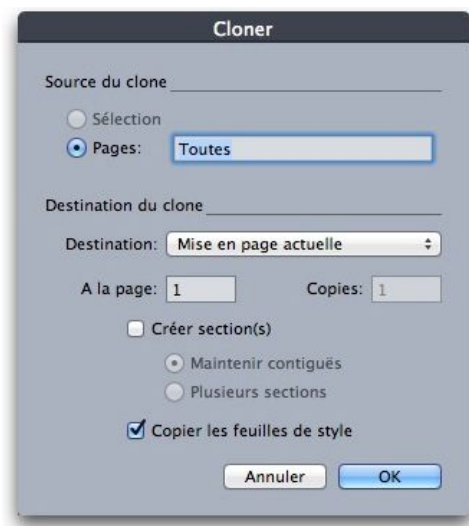 Cloner
Source du clone
Sélection
Pages: Toutes
Destination du clone
Destination: Mise en page actuelle
A la page: 1 Copies: 1
Créer section(s)
Maintenir contiguës
Plusieurs sections
Copier les feuilles de style
Annuler OK